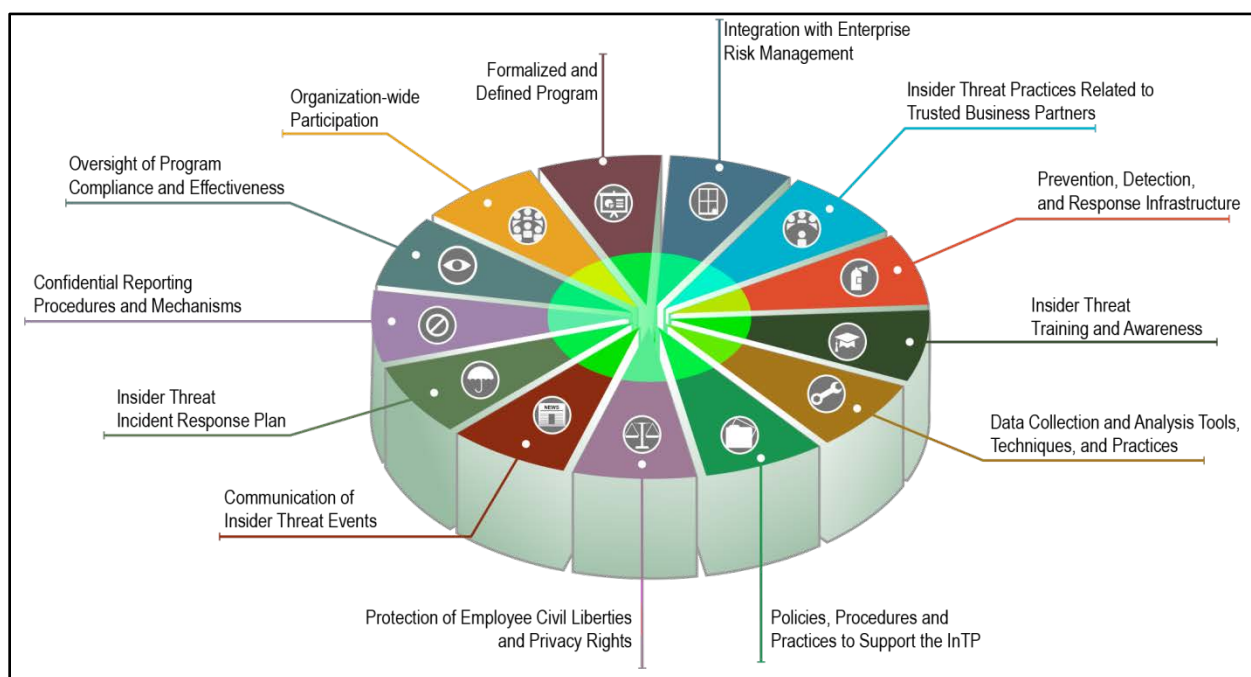 Integration with Enterprise
Risk Management
Formalized and
Defined Program
Insider Threat Practices Related to
Trusted Business Partners
Organization-wide
Participation
Oversight of Program
Compliance and Effectiveness
Prevention, Detection,
and Response Infrastructure
Confidential Reporting
Procedures and Mechanisms
Insider Threat
Training and Awareness
Insider Threat
Incident Response Plan
Data Collection and Analysis Tools,
Techniques, and Practices
NEWS
Communication of
Insider Threat Events
Protection of Employee Civil Liberties
and Privacy Rights
Policies, Procedures and
Practices to Support the InTP